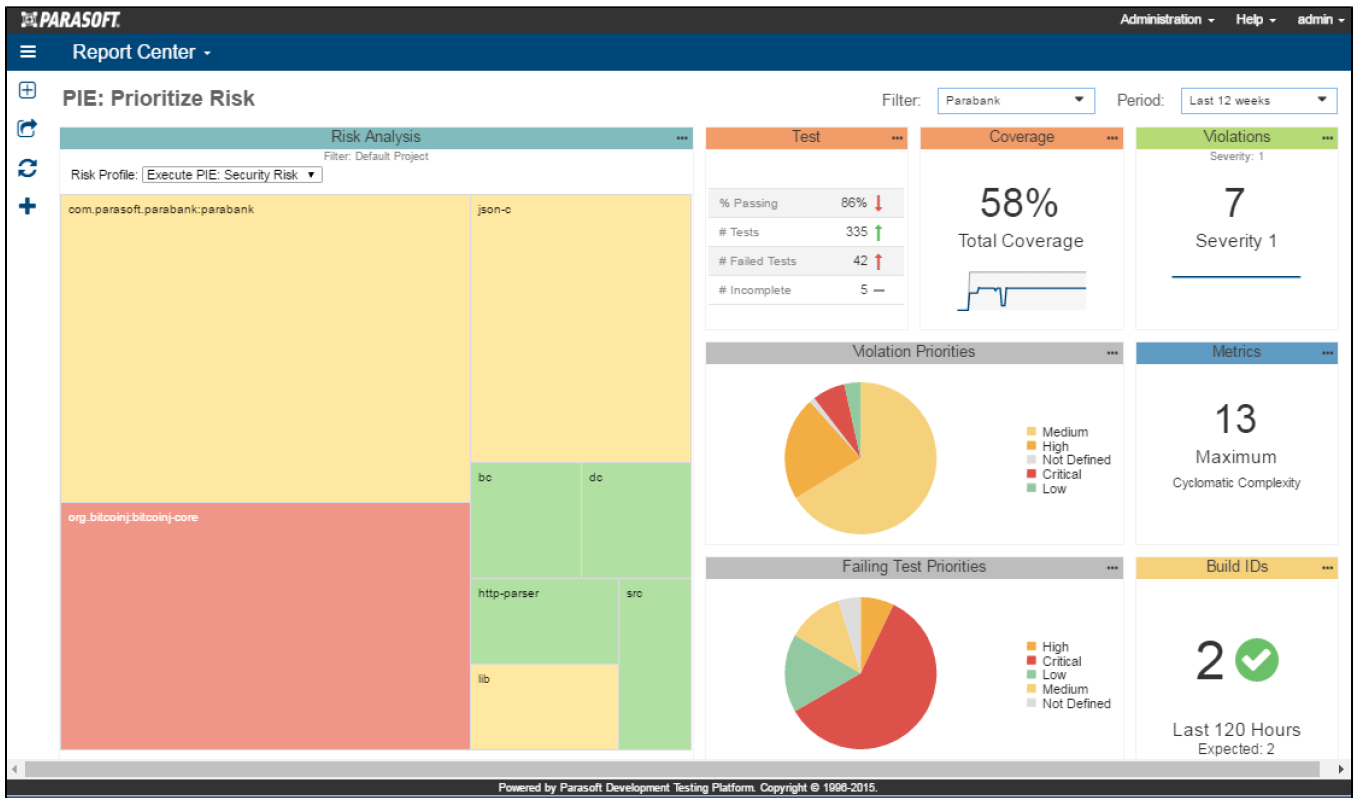 PARASOFT.
Administration Help admin
Report Center
PIE: Prioritize Risk
Filter: Parabank
Period: Last 12 weeks
Risk Analysis
Filter: Default Project
Risk Profile: Execute PIE: Security Risk
com.parasoft.parabank:parabank
json-c
bc
dc
org.bitcoinj:bitcoinj-core
http-parser
src
lib
Test
% Passing 86%
# Tests 335
# Failed Tests 42
# Incomplete 5 —
Coverage
58%
Total Coverage
Violations
Severity: 1
7
Severity 1
Violation Priorities
Medium
High
Not Defined
Critical
Low
Metrics
13
Maximum
Cyclomatic Complexity
Failing Test Priorities
High
Critical
Low
Medium
Not Defined
Build IDs
2
Last 120 Hours
Expected: 2
Powered by Parasoft Development Testing Platform. Copyright © 1996-2015.